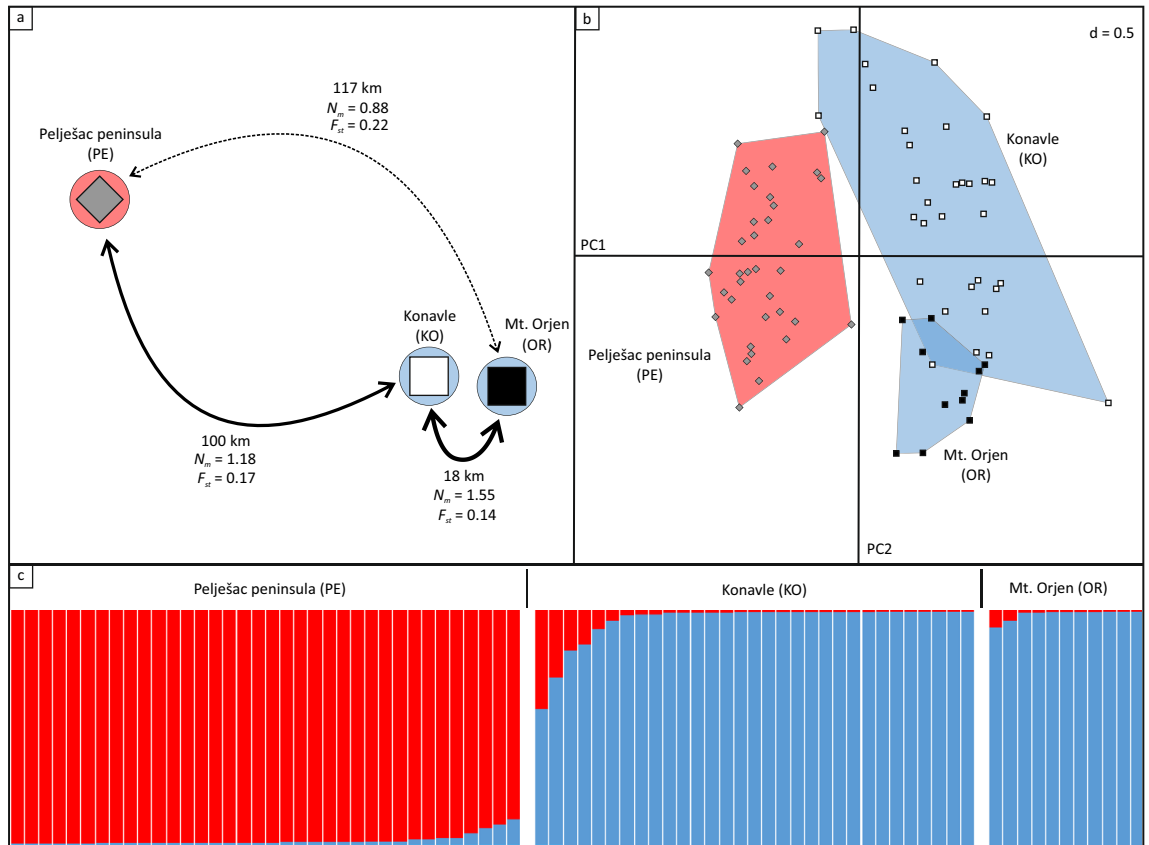 a
117 km
Nm = 0.88
Fst = 0.22
Pelješac peninsula
(PE)
Konavle
(KO)
Mt. Orjen
(OR)
100 km
Nm = 1.18
Fst = 0.17
18 km
Nm = 1.55
Fst = 0.14
b
d = 0.5
Konavle
(KO)
PC1
Pelješac peninsula
(PE)
Mt. Orjen
(OR)
PC2
c
Pelješac peninsula (PE)
Konavle (KO)
Mt. Orjen (OR)